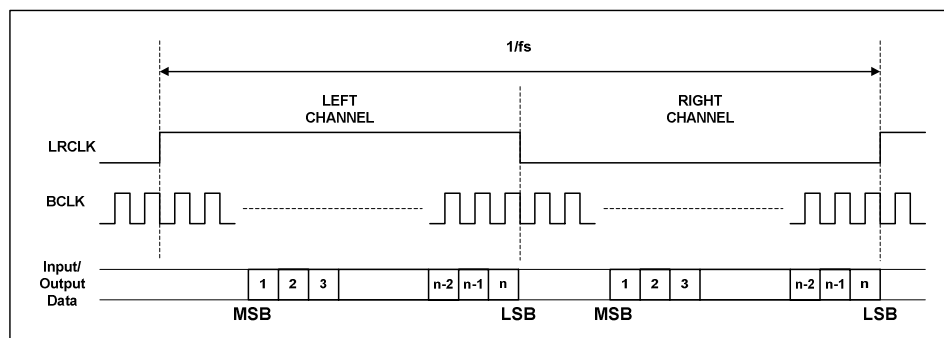 1/fs
LEFT
CHANNEL
RIGHT
CHANNEL
LRCLK
BCLK
Input/
Output
Data
1 2 3 n-2 n-1 n 1 2 3 n-2 n-1 n
MSB LSB MSB LSB